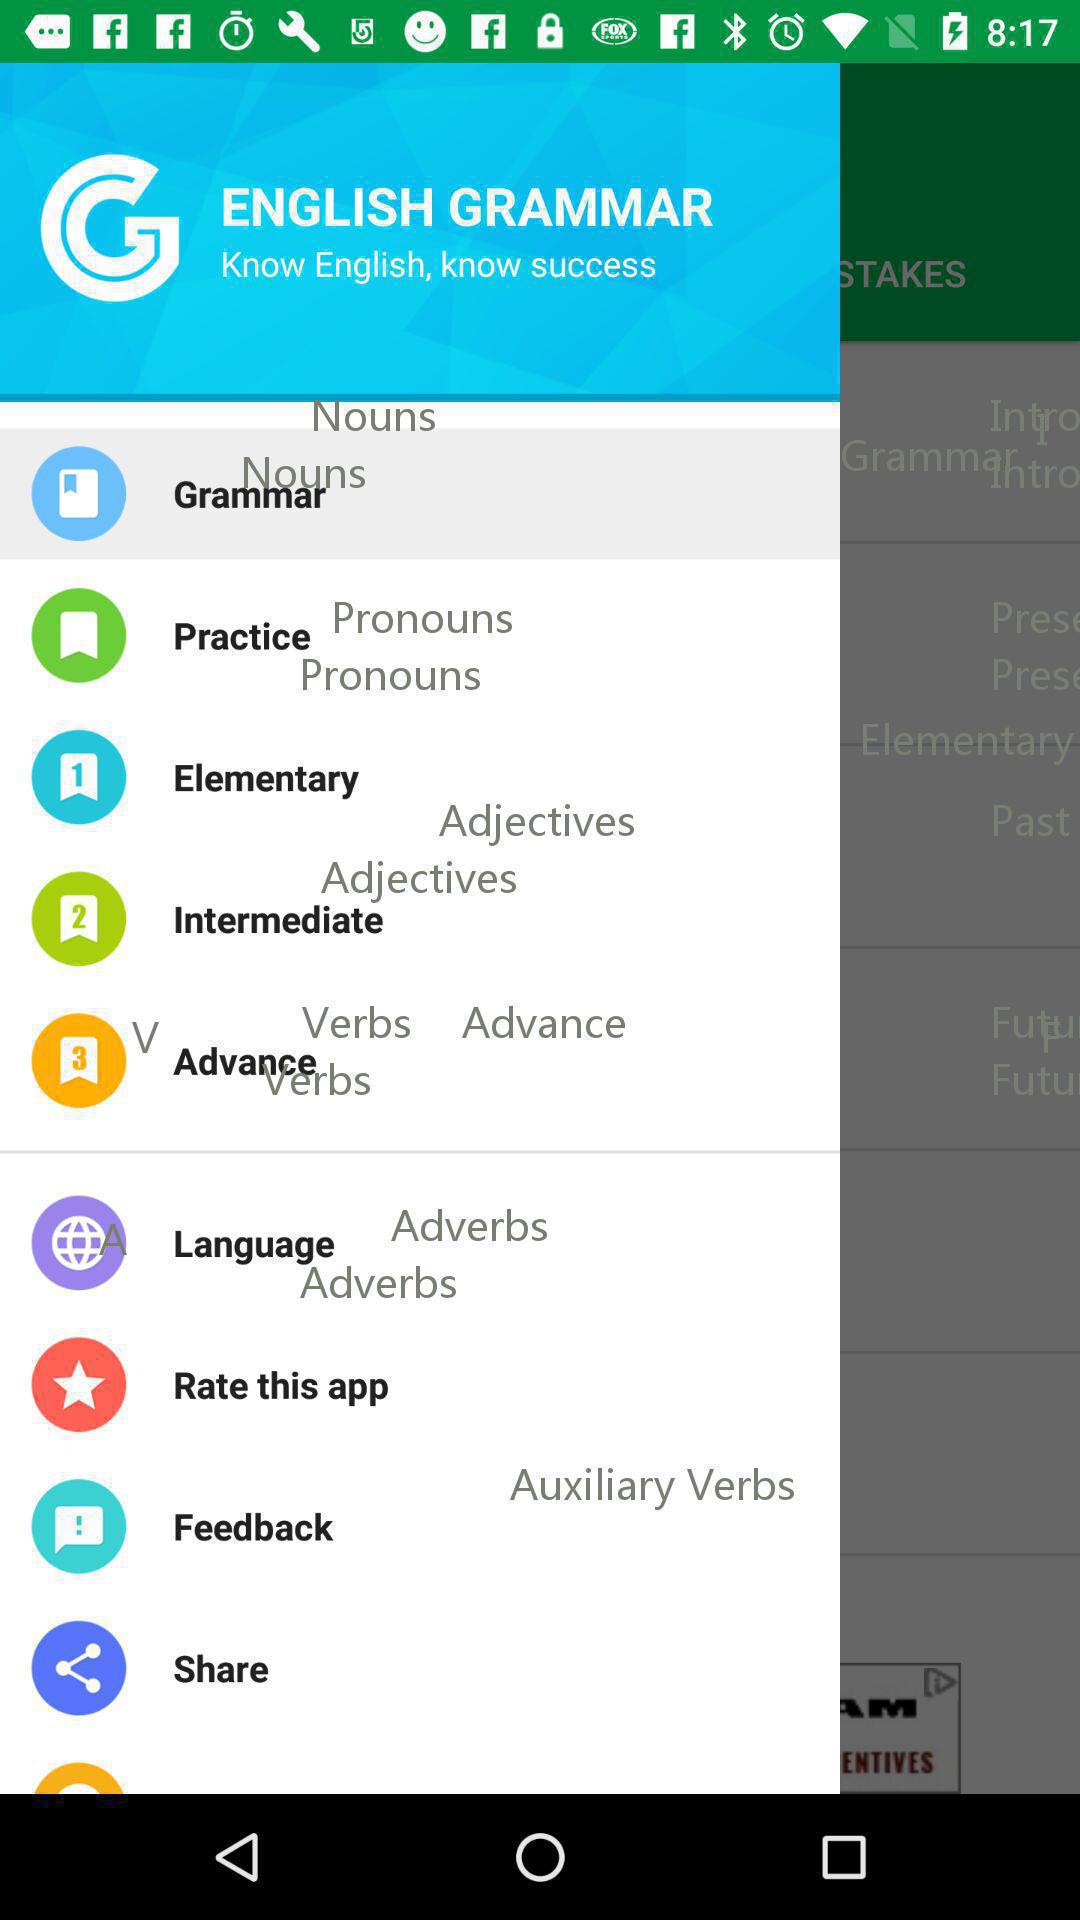 8:17
ENGLISH GRAMMAR
Know English, know success
STAKES
Nouns
Intro
I
Grammar
Nouns
Intro
Grammar
Pronouns
Prese
Practice
Pronouns
Prese
Elementary
Elementary
Adjectives
Past
Adjectives
Intermediate
Verbs
Advance
Futu
V
F
Advance
Verbs
Futu
Adverbs
A
Language
Adverbs
Rate this app
Auxiliary Verbs
Feedback
Share
AM
ENTIVES
1
2
3
FOX
SPORTS